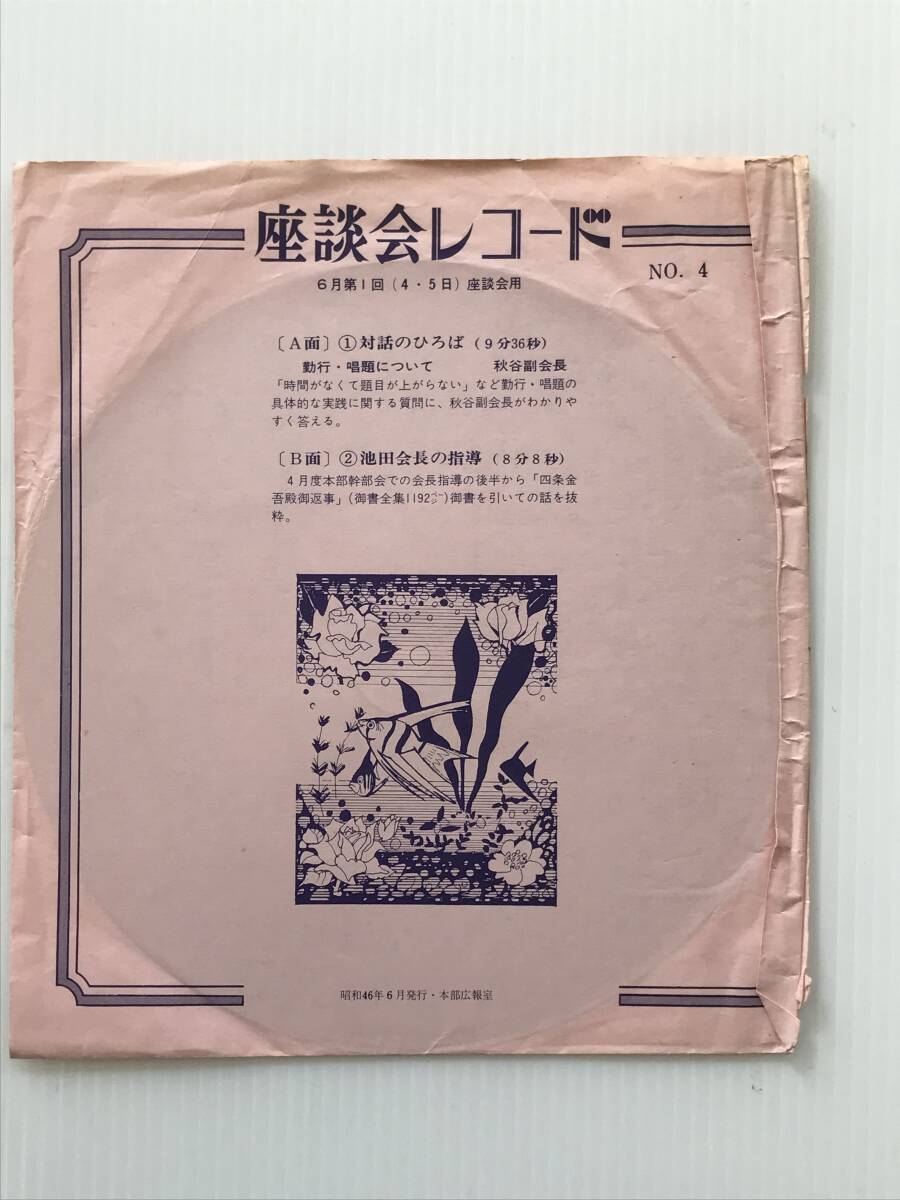 座談会レコード
NO. 4
6月第1回(4・5日)座談会用
〔A面〕①対話のひろば(9分36秒)
勤行・唱題について 秋谷副会長
「時間がなくて題目が上がらない」など勤行・唱題の
具体的な実践に関する質問に、秋谷副会長がわかりや
すく答える。
〔B面〕②池田会長の指導(8分8秒)
4月度本部幹部会での会長指導の後半から「四条金
吾殿御返事」(御書全集1192㌻)御書を引いての話を抜
粋。
昭和46年6月発行・本部広報室